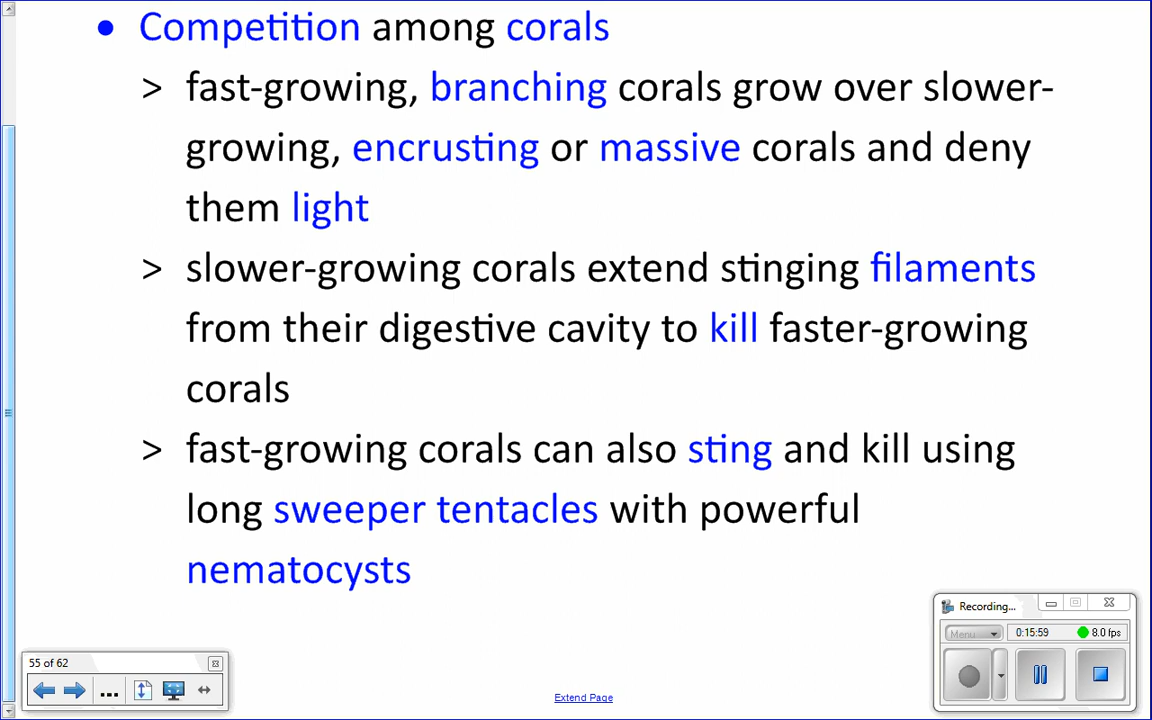 • Competition among corals
> fast-growing, branching corals grow over slower-
growing, encrusting or massive corals and deny
them light
> slower-growing corals extend stinging filaments
from their digestive cavity to kill faster-growing
corals
> fast-growing corals can also sting and kill using
long sweeper tentacles with powerful
nematocysts
Recording...
Menu
0:15:59
8.0 fps
55 of 62
...
Extend Page